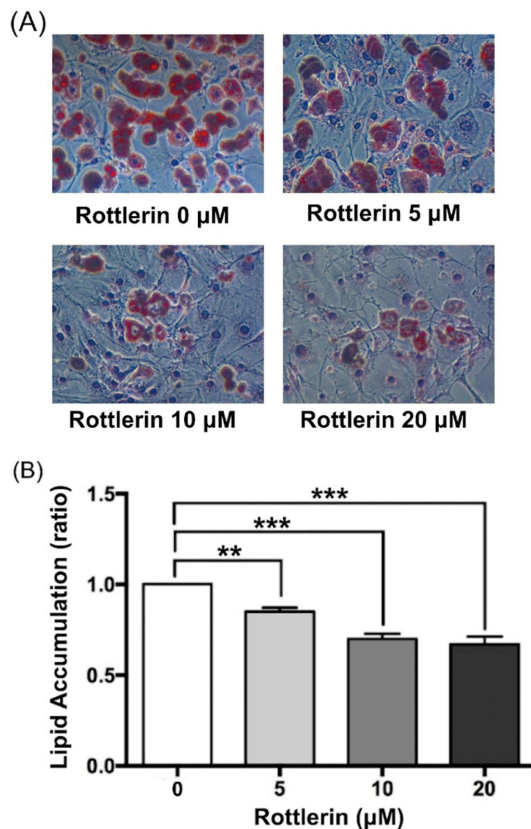 (A)
Rottlerin 0 µM
Rottlerin 5 µM
Rottlerin 10 µM
Rottlerin 20 µM
(B)
Lipid Accumulation (ratio)
1.5
1.0
0.5
0.0
***
***
**
0
5
10
20
Rottlerin (µM)